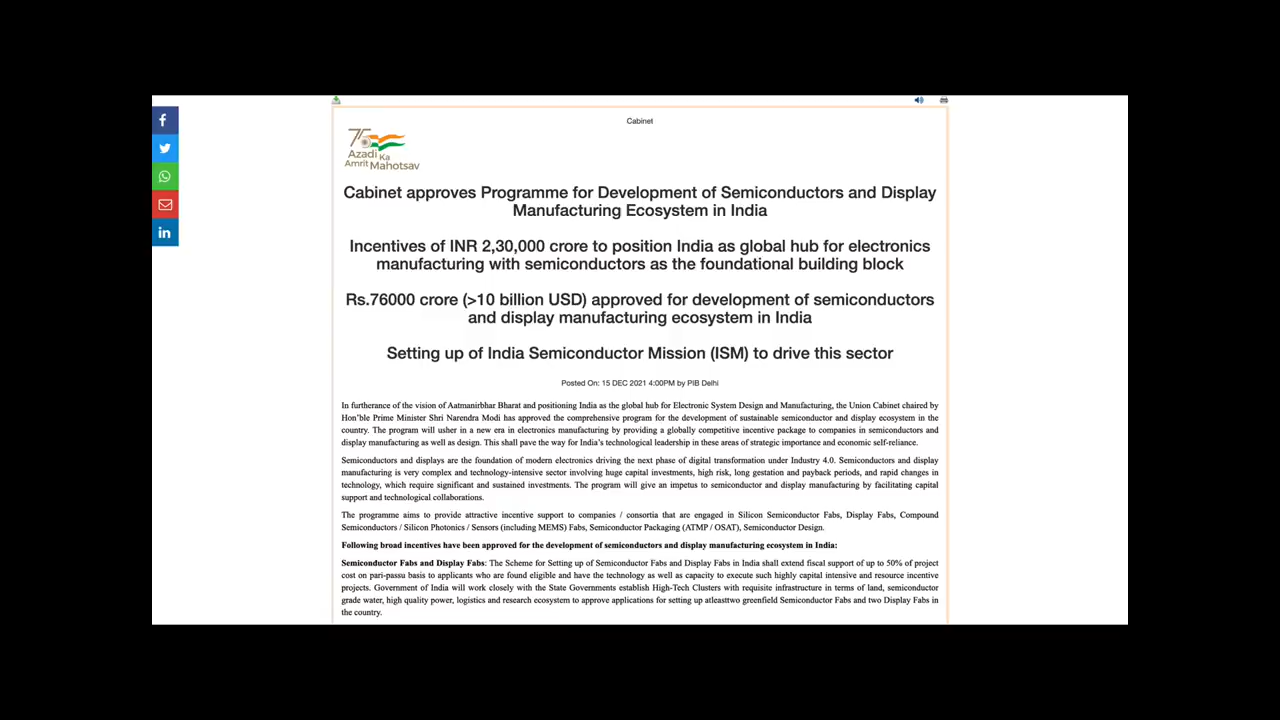 Cabinet
75
Azadi Ka
Amrit Mahotsav
Cabinet approves Programme for Development of Semiconductors and Display
Manufacturing Ecosystem in India
Incentives of INR 2,30,000 crore to position India as global hub for electronics
manufacturing with semiconductors as the foundational building block
Rs.76000 crore (>10 billion USD) approved for development of semiconductors
and display manufacturing ecosystem in India
Setting up of India Semiconductor Mission (ISM) to drive this sector
Posted On: 15 DEC 2021 4:00PM by PIB Delhi
In furtherance of the vision of Aatmanirbhar Bharat and positioning India as the global hub for Electronic System Design and Manufacturing, the Union Cabinet chaired by
Hon'ble Prime Minister Shri Narendra Modi has approved the comprehensive program for the development of sustainable semiconductor and display ecosystem in the
country. The program will usher in a new era in electronics manufacturing by providing a globally competitive incentive package to companies in semiconductors and
display manufacturing as well as design. This shall pave the way for India's technological leadership in these areas of strategic importance and economic self-reliance.
Semiconductors and displays are the foundation of modern electronics driving the next phase of digital transformation under Industry 4.0. Semiconductors and display
manufacturing is very complex and technology-intensive sector involving huge capital investments, high risk, long gestation and payback periods, and rapid changes in
technology, which require significant and sustained investments. The program will give an impetus to semiconductor and display manufacturing by facilitating capital
support and technological collaborations.
The programme aims to provide attractive incentive support to companies / consortia that are engaged in Silicon Semiconductor Fabs, Display Fabs, Compound
Semiconductors / Silicon Photonics / Sensors (including MEMS) Fabs, Semiconductor Packaging (ATMP / OSAT), Semiconductor Design.
Following broad incentives have been approved for the development of semiconductors and display manufacturing ecosystem in India:
Semiconductor Fabs and Display Fabs: The Scheme for Setting up of Semiconductor Fabs and Display Fabs in India shall extend fiscal support of up to 50% of project
cost on pari-passu basis to applicants who are found eligible and have the technology as well as capacity to execute such highly capital intensive and resource incentive
projects. Government of India will work closely with the State Governments establish High-Tech Clusters with requisite infrastructure in terms of land, semiconductor
grade water, high quality power, logistics and research ecosystem to approve applications for setting up atleasttwo greenfield Semiconductor Fabs and two Display Fabs in
the country.